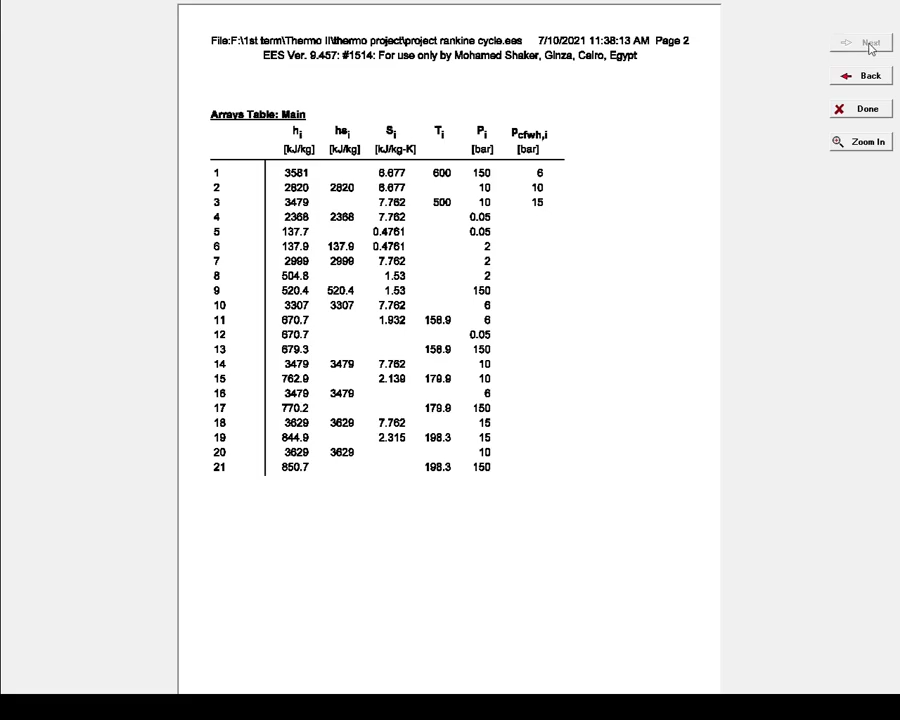 File:F:\1st term\Thermo II\thermo project\project rankine cycle.ees 7/10/2021 11:38:13 AM Page 2
EES Ver. 9.457: #1514: For use only by Mohamed Shaker, Ginza, Cairo, Egypt
Next
Back
Done
Zoom In
Arrays Table: Main
hi hsi Si Ti Pi Pcfwh,i
[kJ/kg] [kJ/kg] [kJ/kg-K] [bar] [bar]
1 3581 6.677 600 150 6
2 2820 2820 6.677 10 10
3 3479 7.762 500 10 15
4 2368 2368 7.762 0.05
5 137.7 0.4761 0.05
6 137.9 137.9 0.4761 2
7 2999 2999 7.762 2
8 504.8 1.53 2
9 520.4 520.4 1.53 150
10 3307 3307 7.762 6
11 670.7 1.932 158.9 6
12 670.7 0.05
13 679.3 158.9 150
14 3479 3479 7.762 10
15 762.9 2.139 179.9 10
16 3479 3479 6
17 770.2 179.9 150
18 3629 3629 7.762 15
19 844.9 2.315 198.3 15
20 3629 3629 10
21 850.7 198.3 150